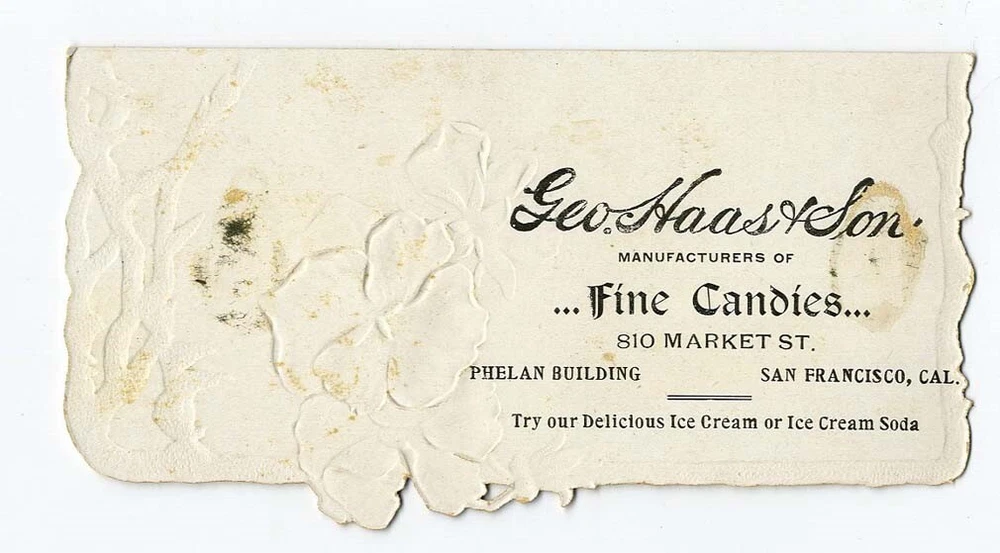 Geo. Haas & Son.
MANUFACTURERS OF
...Fine Candies...
810 MARKET ST.
PHELAN BUILDING SAN FRANCISCO, CAL.
Try our Delicious Ice Cream or Ice Cream Soda